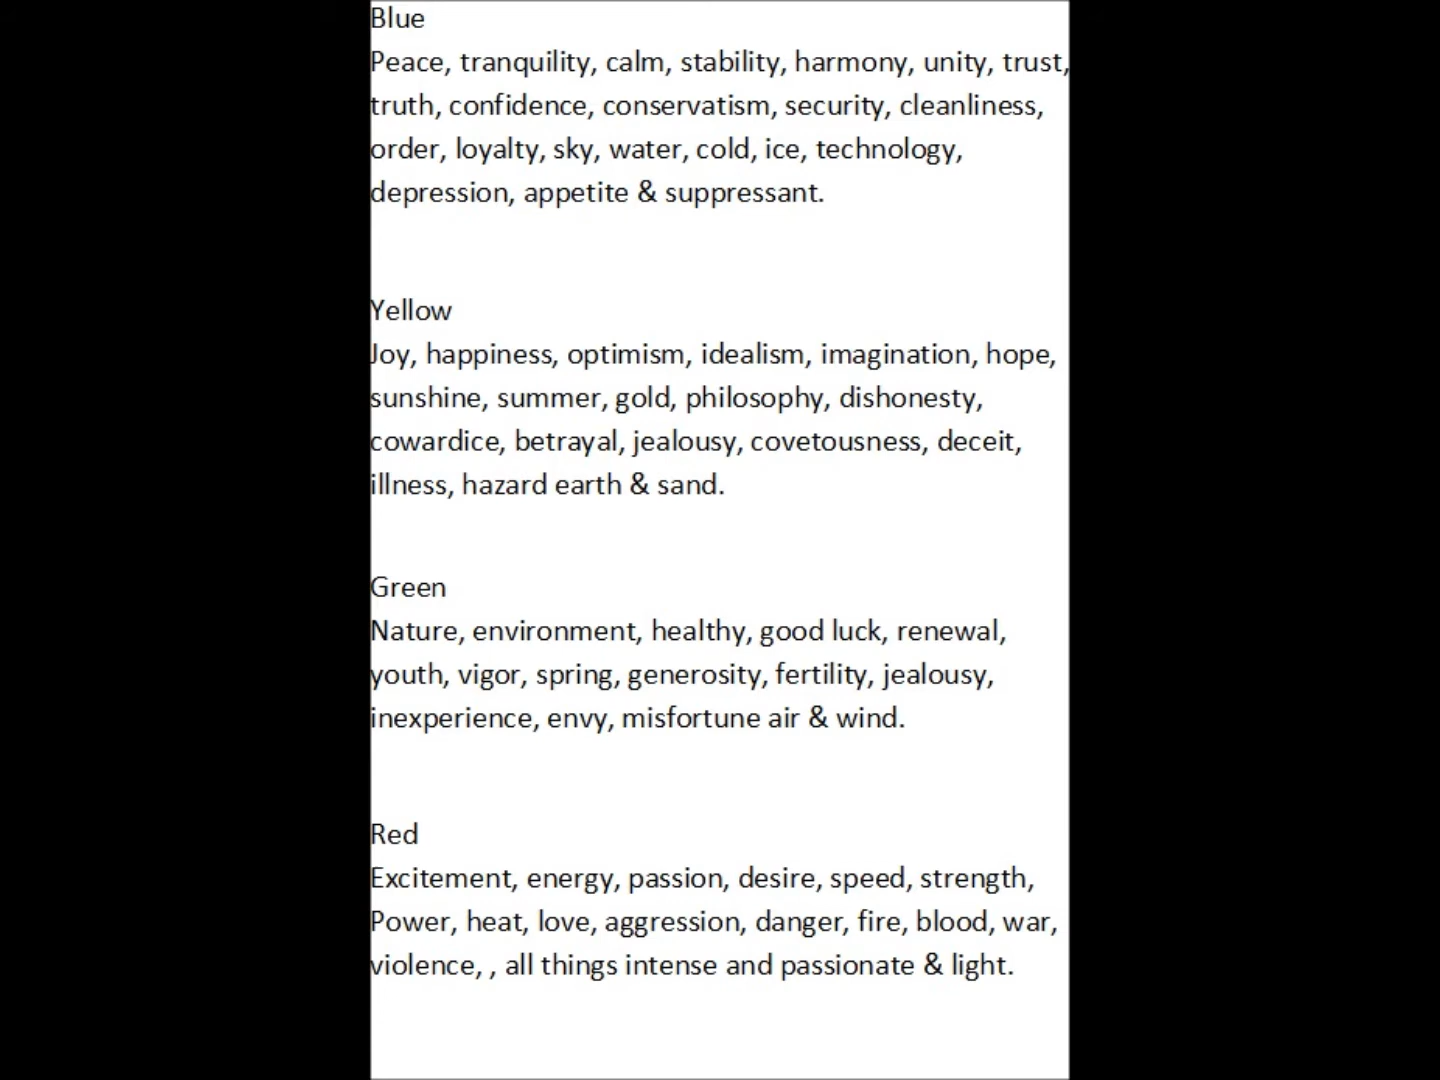 Blue
Peace, tranquility, calm, stability, harmony, unity, trust,
truth, confidence, conservatism, security, cleanliness,
order, loyalty, sky, water, cold, ice, technology,
depression, appetite & suppressant.
Yellow
Joy, happiness, optimism, idealism, imagination, hope,
sunshine, summer, gold, philosophy, dishonesty,
cowardice, betrayal, jealousy, covetousness, deceit,
illness, hazard earth & sand.
Green
Nature, environment, healthy, good luck, renewal,
youth, vigor, spring, generosity, fertility, jealousy,
inexperience, envy, misfortune air & wind.
Red
Excitement, energy, passion, desire, speed, strength,
Power, heat, love, aggression, danger, fire, blood, war,
violence, , all things intense and passionate & light.